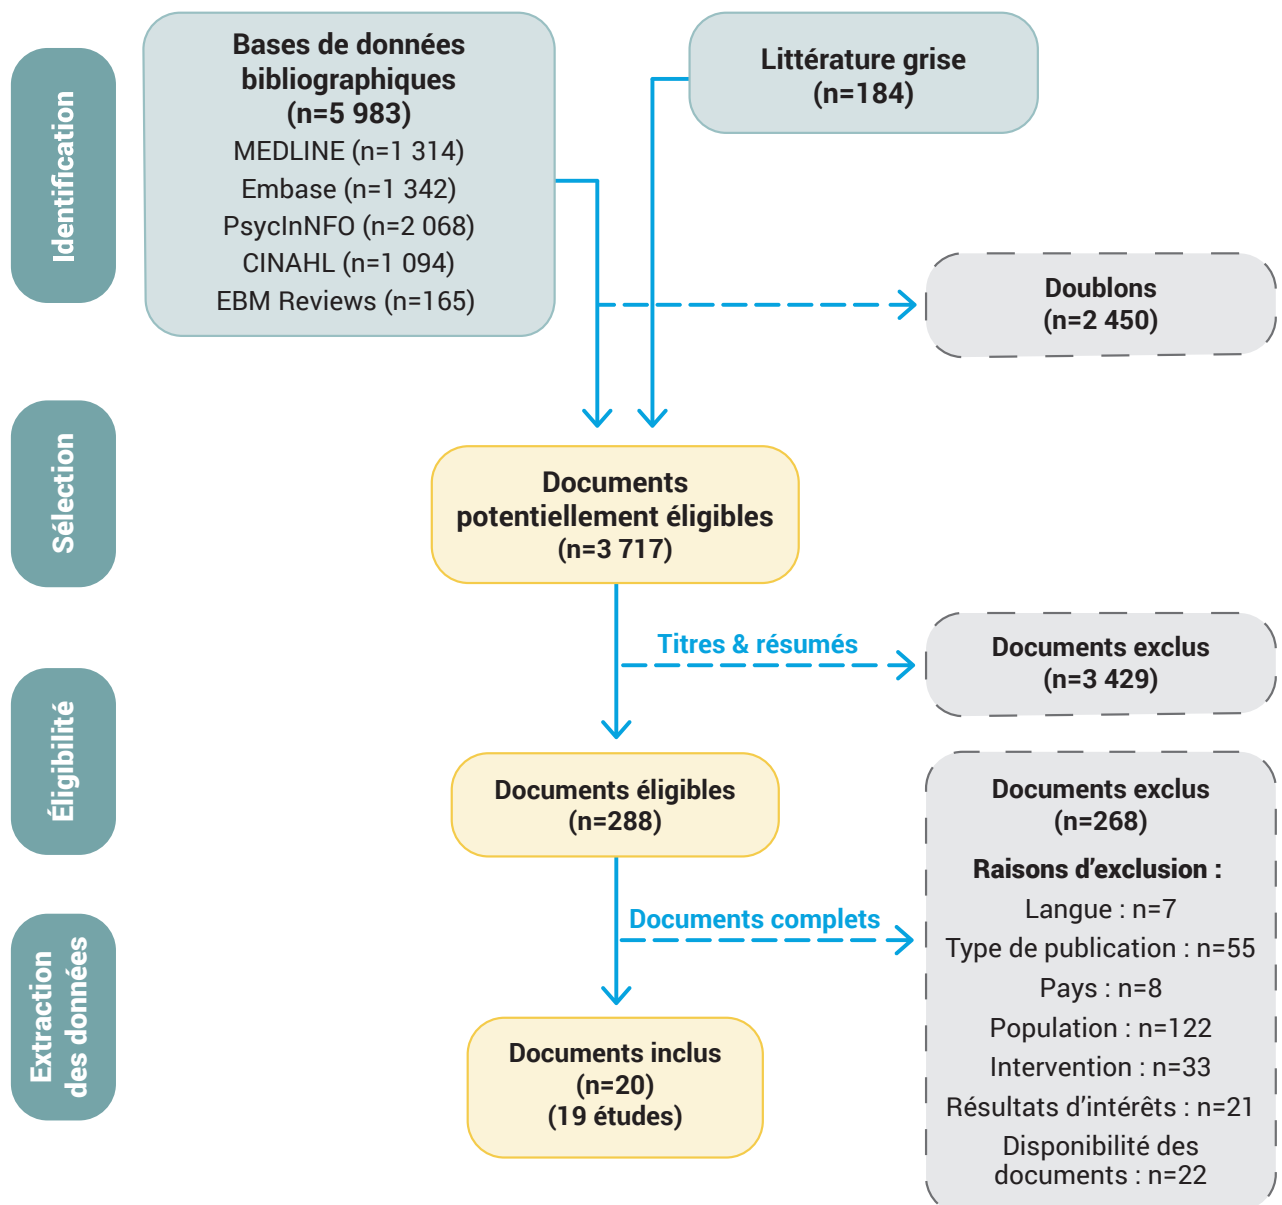 Identification
Bases de données
bibliographiques
(n=5 983)
MEDLINE (n=1 314)
Embase (n=1 342)
PsycInNFO (n=2 068)
CINAHL (n=1 094)
EBM Reviews (n=165)
Littérature grise
(n=184)
Doublons
(n=2 450)
Sélection
Documents
potentiellement éligibles
(n=3 717)
Titres & résumés
Documents exclus
(n=3 429)
Éligibilité
Documents éligibles
(n=288)
Documents complets
Documents exclus
(n=268)
Raisons d'exclusion :
Langue : n=7
Type de publication : n=55
Pays : n=8
Population : n=122
Intervention : n=33
Résultats d'intérêts : n=21
Disponibilité des
documents : n=22
Extraction
des données
Documents inclus
(n=20)
(19 études)